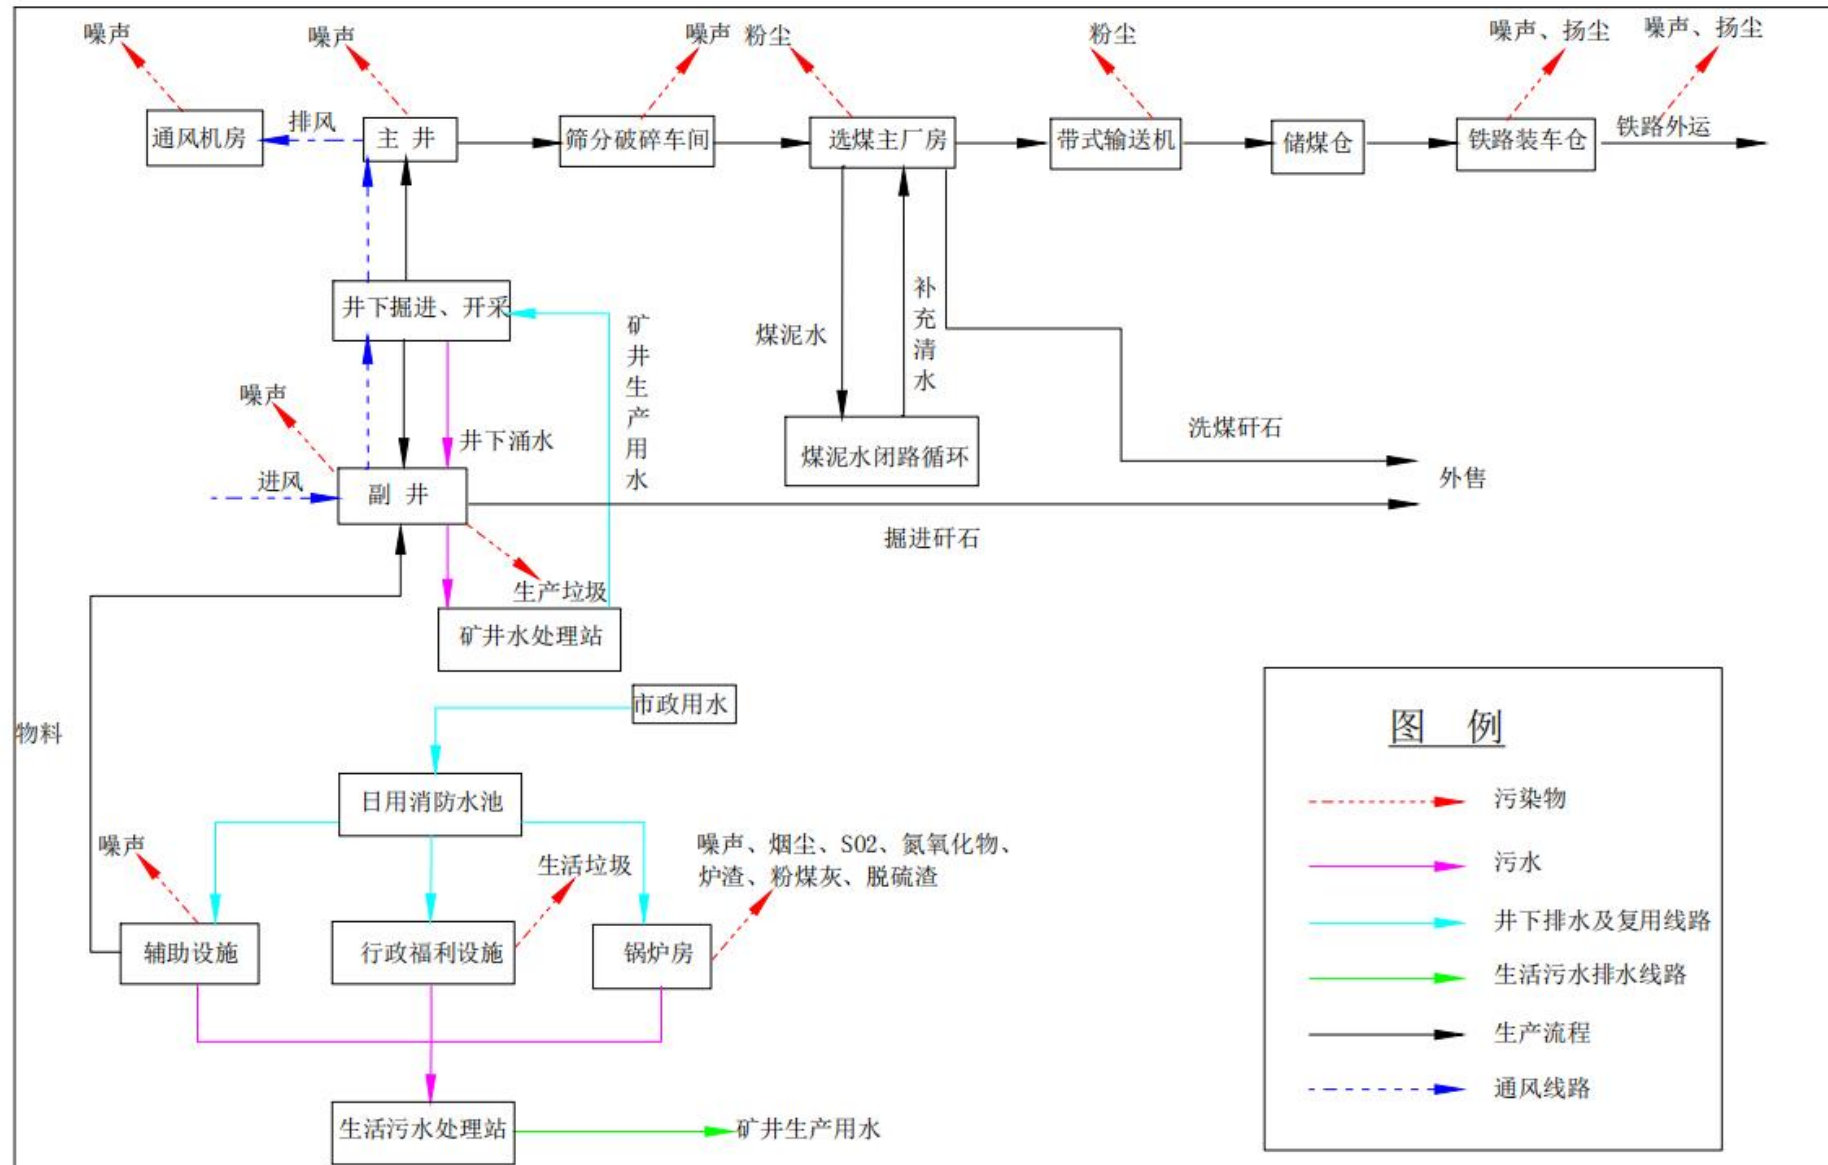 噪声
噪声
噪声
粉尘
粉尘
噪声、扬尘
噪声、扬尘
通风机房
排风
主 井
筛分破碎车间
选煤主厂房
带式输送机
储煤仓
铁路装车仓
铁路外运
井下掘进、开采
矿井生产用水
煤泥水
补充清水
噪声
井下涌水
洗煤矸石
煤泥水闭路循环
外售
进风
副 井
掘进矸石
生产垃圾
矿井水处理站
市政用水
物料
日用消防水池
噪声
生活垃圾
噪声、烟尘、SO2、氮氧化物、
炉渣、粉煤灰、脱硫渣
辅助设施
行政福利设施
锅炉房
生活污水处理站
矿井生产用水
图 例
污染物
污水
井下排水及复用线路
生活污水排水线路
生产流程
通风线路